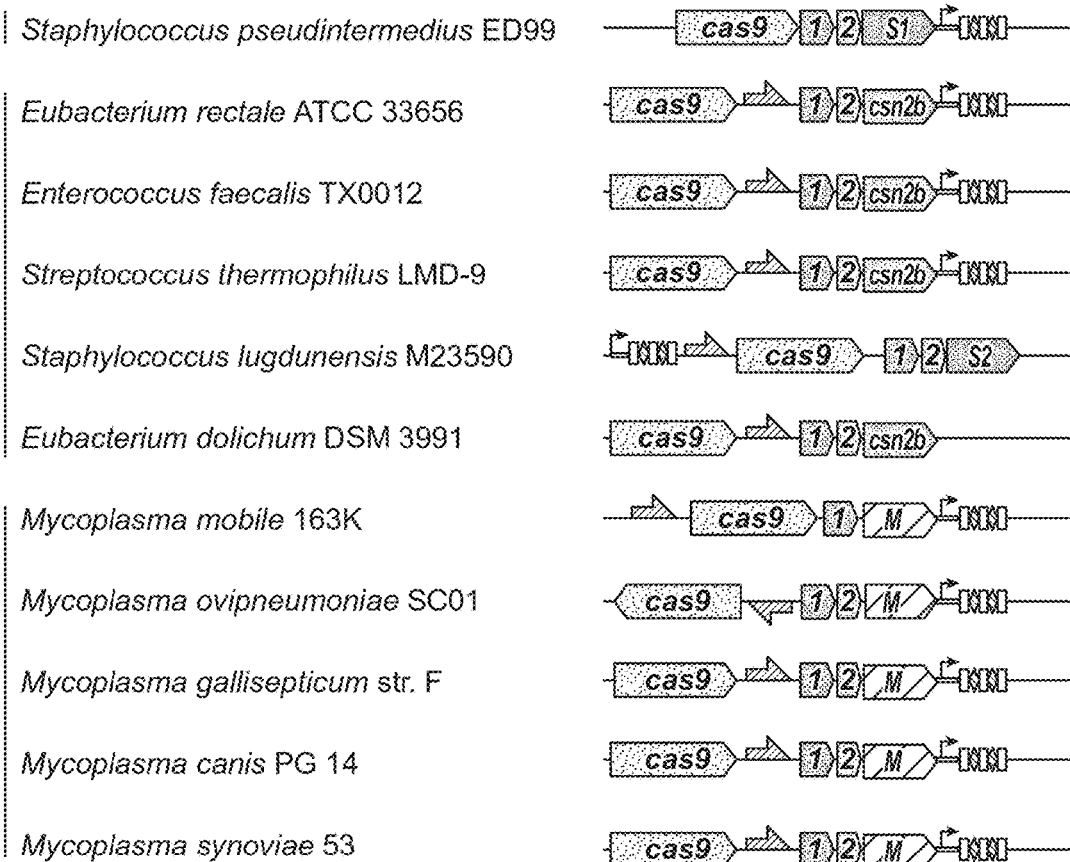 Staphylococcus pseudintermedius ED99 cas9 1 2 S1
Eubacterium rectale ATCC 33656 cas9 1 2 csn2b
Enterococcus faecalis TX0012 cas9 1 2 csn2b
Streptococcus thermophilus LMD-9 cas9 1 2 csn2b
Staphylococcus lugdunensis M23590 cas9 1 2 S2
Eubacterium dolichum DSM 3991 cas9 1 2 csn2b
Mycoplasma mobile 163K cas9 1 M
Mycoplasma ovipneumoniae SC01 cas9 1 2 M
Mycoplasma gallisepticum str. F cas9 1 2 M
Mycoplasma canis PG 14 cas9 1 2 M
Mycoplasma synoviae 53 cas9 1 2 M